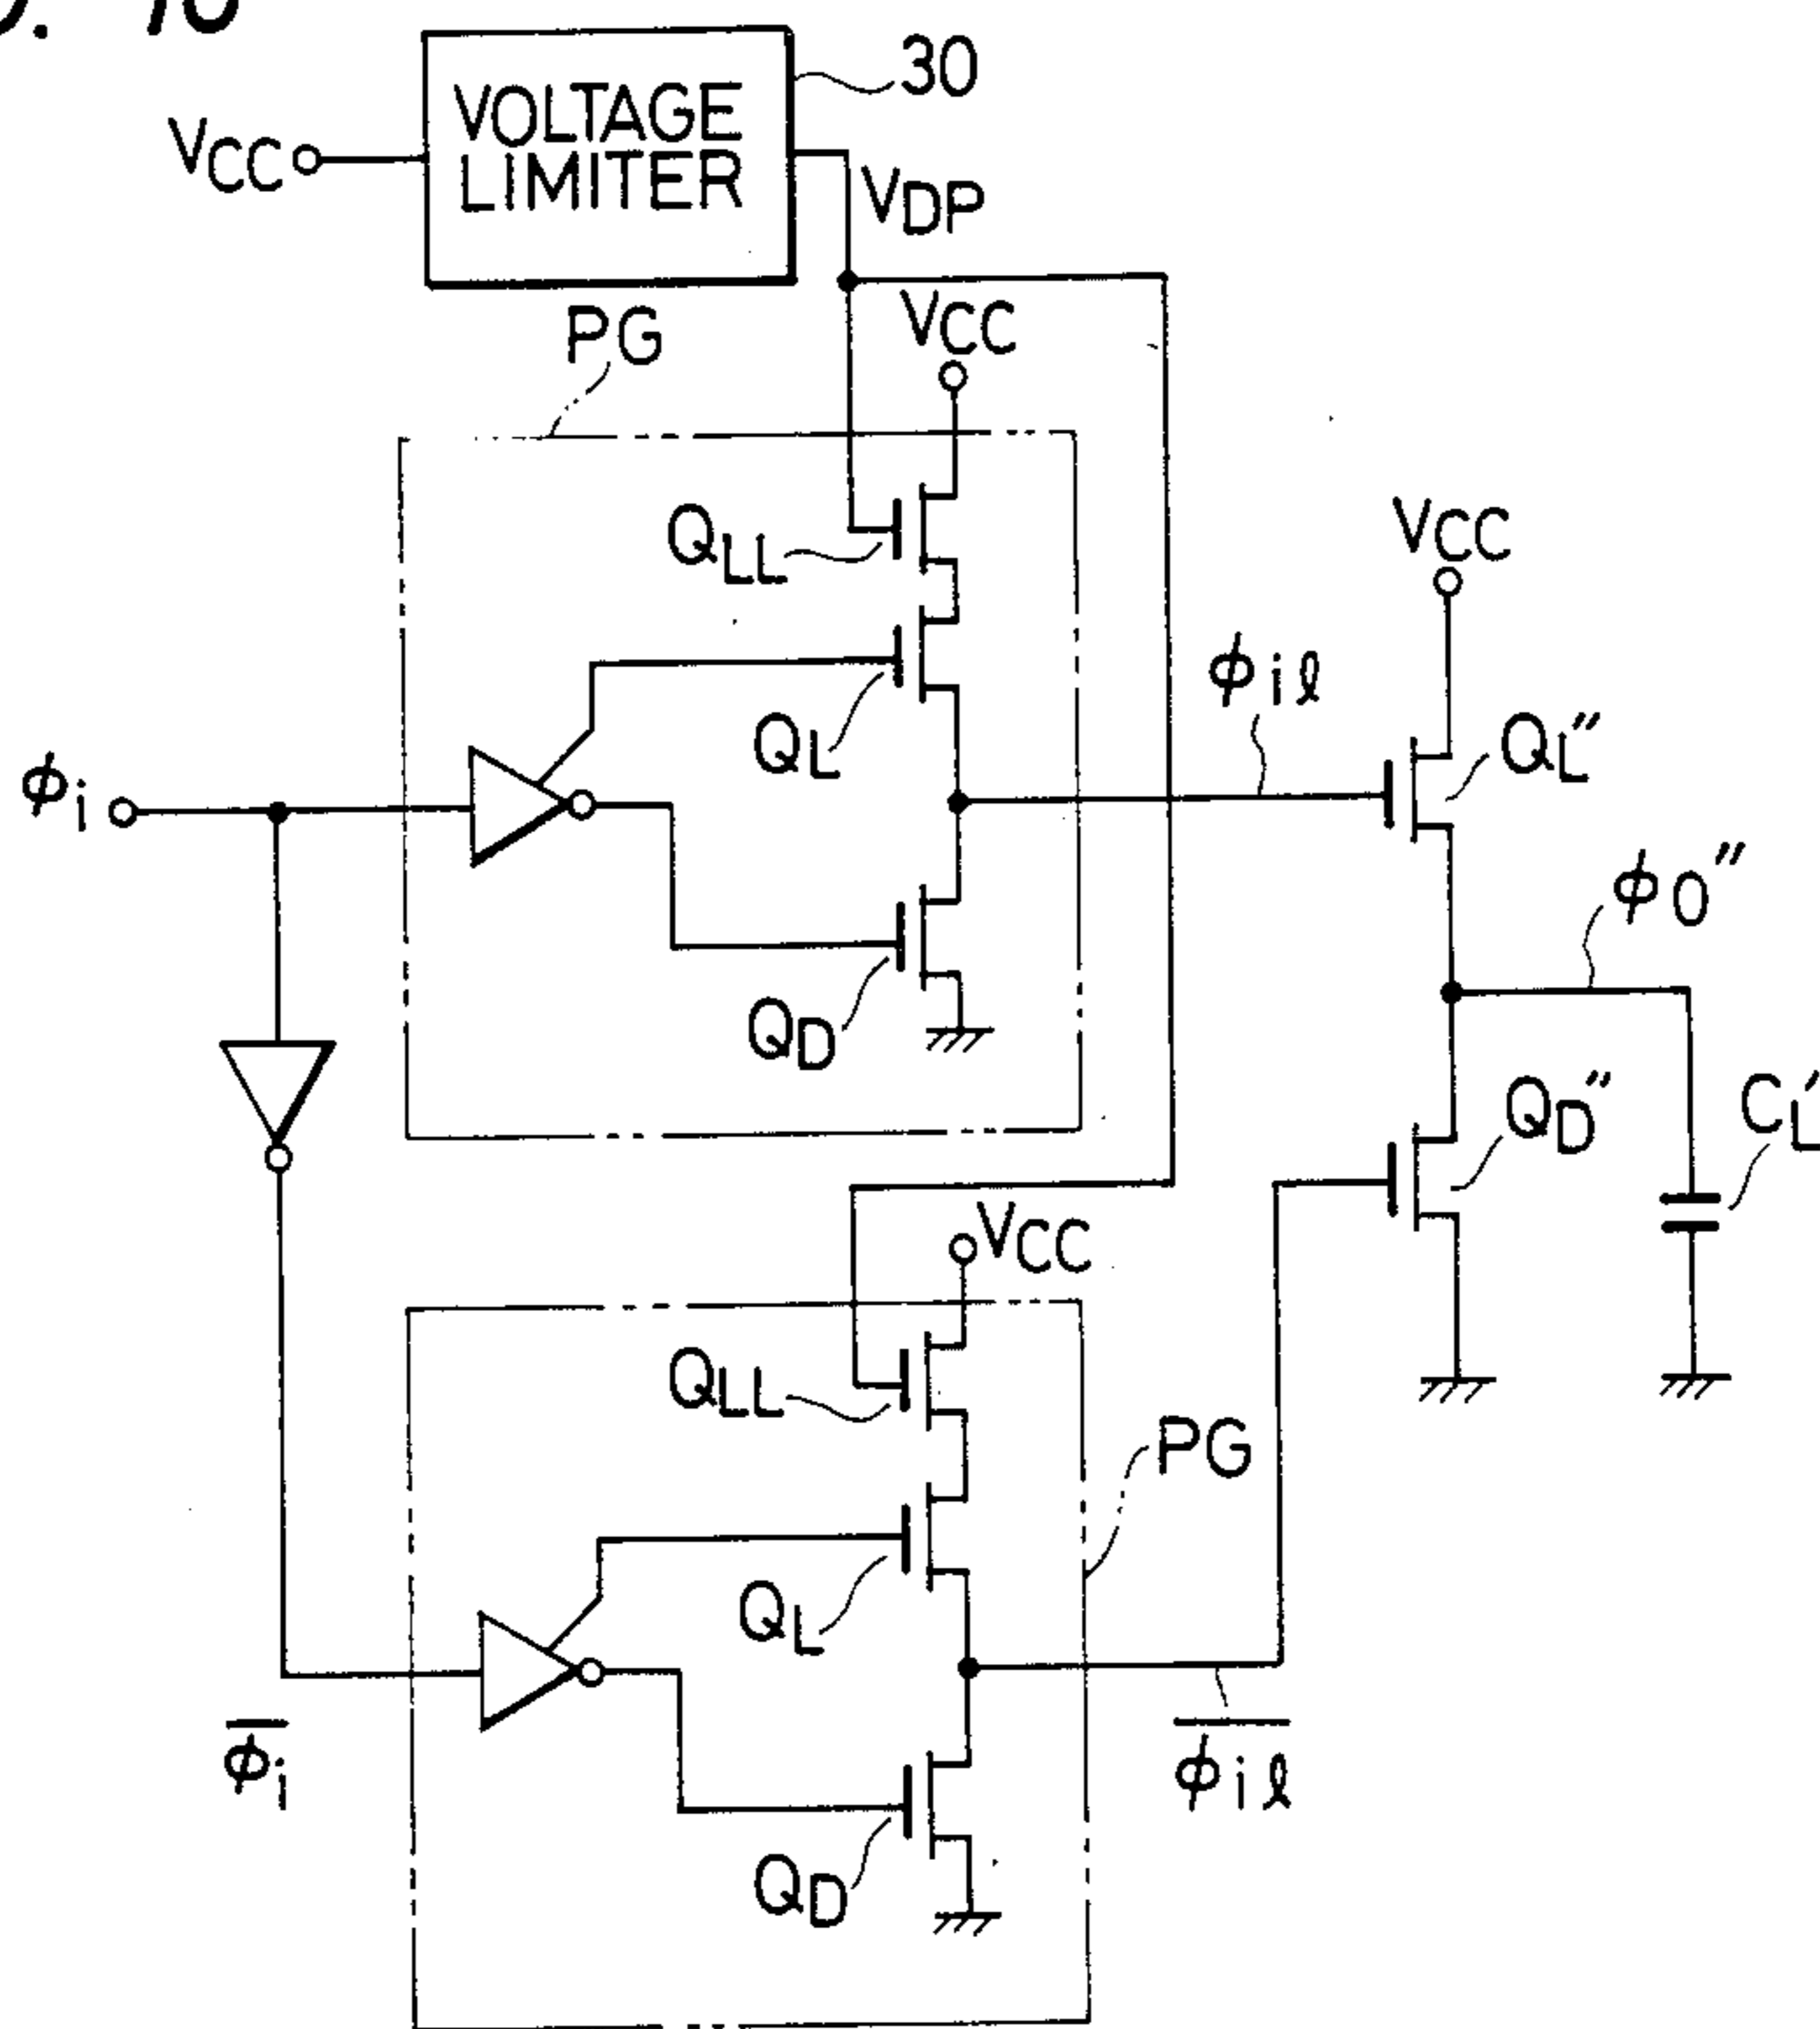 10
VOLTAGE
LIMITER
30
VCC
VDP
PG
VCC
QLL
QL
VCC
ϕil
QL"
ϕi
ϕO"
QD
QD"
CL'
VCC
QLL
PG
QL
ϕ̅i̅
ϕ̅i̅l̅
QD